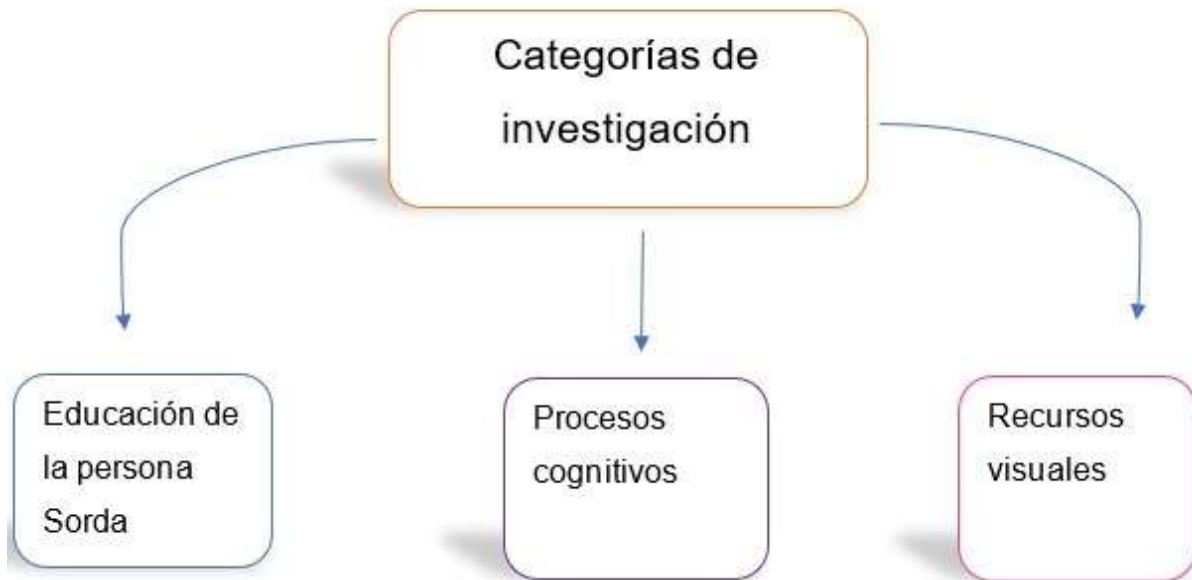 Categorías de
investigación
Educación de
la persona
Sorda
Procesos
cognitivos
Recursos
visuales